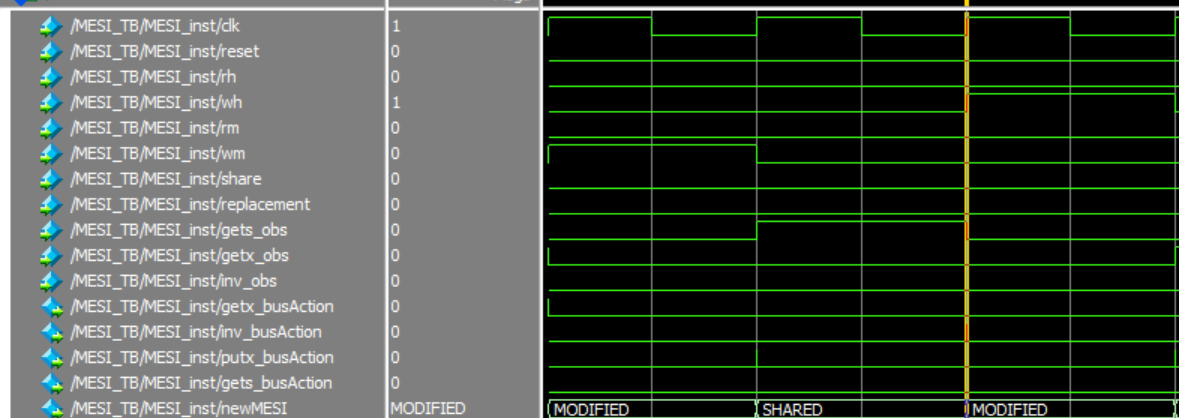 /MESI_TB/MESI_inst/clk 1
/MESI_TB/MESI_inst/reset 0
/MESI_TB/MESI_inst/rh 0
/MESI_TB/MESI_inst/wh 1
/MESI_TB/MESI_inst/rm 0
/MESI_TB/MESI_inst/wm 0
/MESI_TB/MESI_inst/share 0
/MESI_TB/MESI_inst/replacement 0
/MESI_TB/MESI_inst/gets_obs 0
/MESI_TB/MESI_inst/getx_obs 0
/MESI_TB/MESI_inst/inv_obs 0
/MESI_TB/MESI_inst/getx_busAction 0
/MESI_TB/MESI_inst/inv_busAction 0
/MESI_TB/MESI_inst/putx_busAction 0
/MESI_TB/MESI_inst/gets_busAction 0
/MESI_TB/MESI_inst/newMESI MODIFIED MODIFIED SHARED MODIFIED